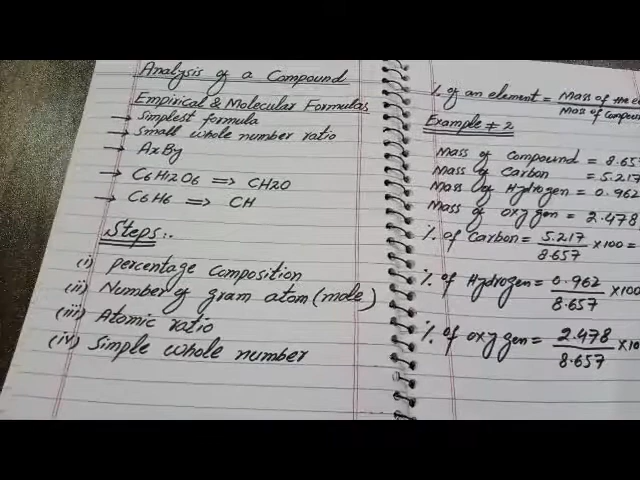 Analysis of a Compound
Empirical & Molecular Formulas
→ Simplest formula
→ Small whole number ratio
→ AxBy
→ C6H12O6 => CH2O
→ C6H6 => CH
Steps:.
(i) percentage composition
(ii) Number of gram atom (mole)
(iii) Atomic ratio
(iv) Simple whole number
% of an element = Mass of the
Mass of
Example # 2
Mass of Compound = 8.65
Mass of Carbon = 5.217
Mass of Hydrogen = 0.962
Mass of oxygen = 2.478
% of Carbon = 5.217 / 8.657 × 100 =
% of Hydrogen = 0.962 / 8.657 × 100
% of oxygen = 2.478 / 8.657 × 10